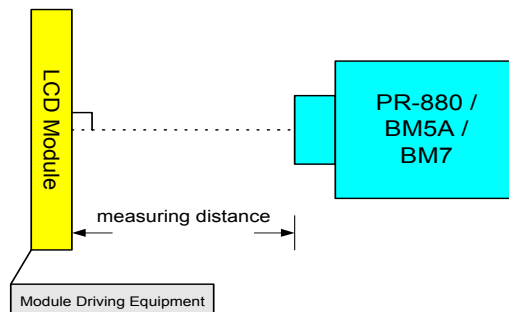 LCD Module
PR-880 /
BM5A /
BM7
measuring distance
Module Driving Equipment